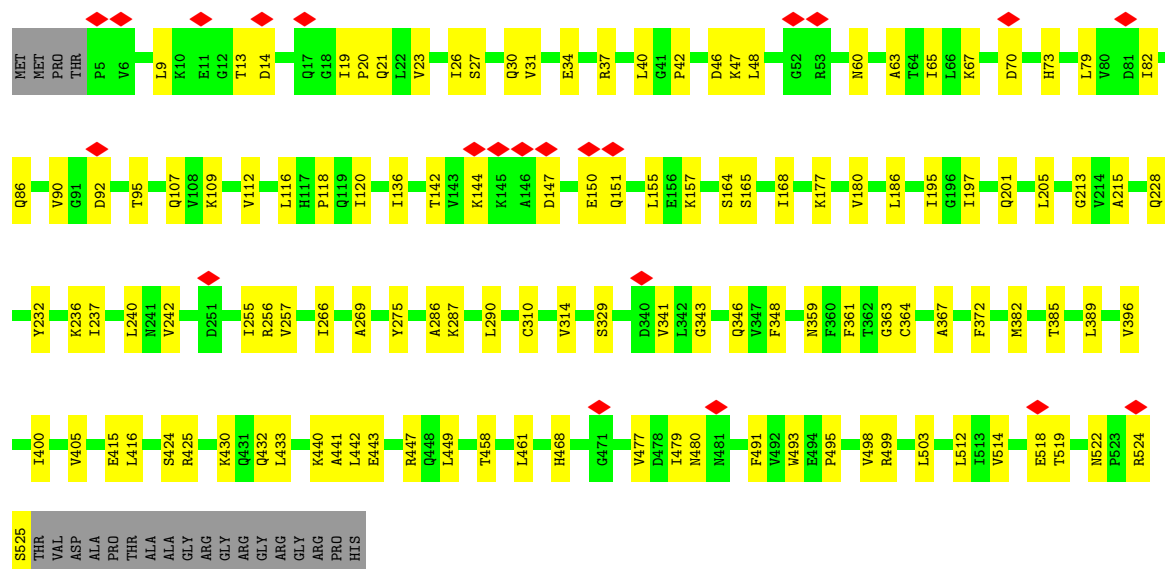 MET MET PRO THR P5 V6 L9 K10 E11 G12 T13 D14 Q17 G18 I19 P20 Q21 L22 V23 I26 S27 Q30 V31 E34 R37 L40 G41 P42 D46 K47 L48 G52 R53 N60 A63 T64 I65 L66 K67 D70 H73 L79 V80 D81 I82
Q86 V90 G91 D92 T95 Q107 V108 K109 V112 L116 H117 P118 Q119 I120 I136 T142 V143 K144 K145 A146 D147 E150 Q151 L155 E156 K157 S164 S165 I168 K177 V180 L186 I195 G196 I197 Q201 L205 G213 V214 A215 Q228
Y232 K236 I237 L240 N241 V242 D251 I255 R256 V257 I266 A269 Y275 A286 K287 L290 C310 V314 S329 D340 V341 L342 G343 Q346 V347 F348 N359 F360 F361 T362 G363 C364 A367 F372 M382 T385 L389 V396
I400 V405 E415 L416 S424 R425 K430 Q431 Q432 L433 K440 A441 L442 E443 R447 Q448 L449 T458 L461 H468 G471 V477 D478 I479 N480 N481 F491 V492 W493 E494 P495 V498 R499 L503 L512 I513 V514 E518 T519 N522 P523 R524
S525 THR VAL ASP ALA PRO THR ALA ALA GLY ARG GLY ARG GLY ARG GLY ARG PRO HIS